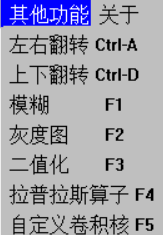 其他功能 关于
左右翻转 Ctrl-A
上下翻转 Ctrl-D
模糊 F1
灰度图 F2
二值化 F3
拉普拉斯算子 F4
自定义卷积核 F5